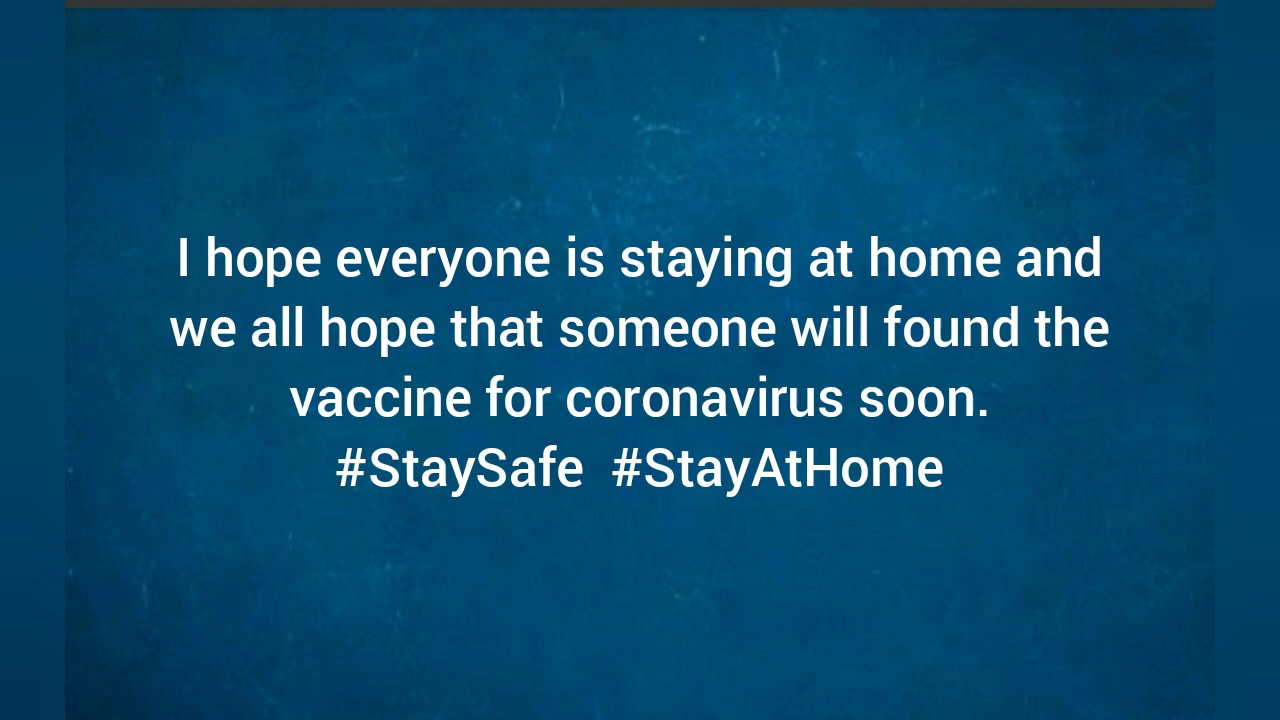 I hope everyone is staying at home and
we all hope that someone will found the
vaccine for coronavirus soon.
#StaySafe  #StayAtHome